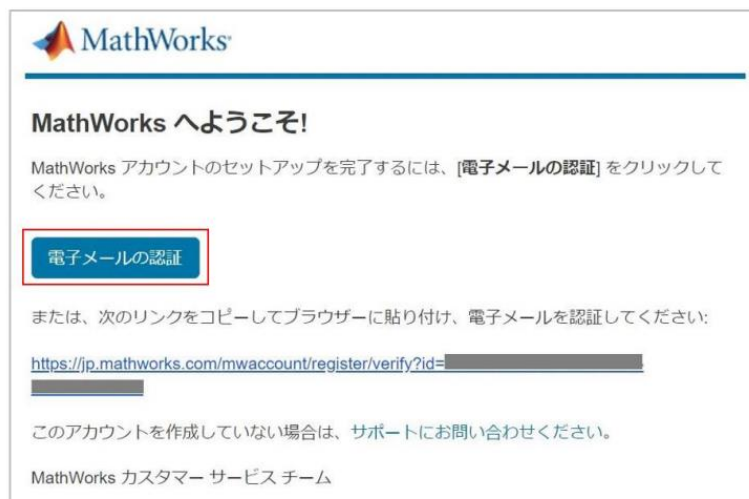 MathWorks
MathWorks へようこそ!
MathWorks アカウントのセットアップを完了するには、[電子メールの認証] をクリックして
ください。
電子メールの認証
または、次のリンクをコピーしてブラウザーに貼り付け、電子メールを認証してください:
https://jp.mathworks.com/mwaccount/register/verify?id=
このアカウントを作成していない場合は、サポートにお問い合わせください。
MathWorks カスタマー サービス チーム